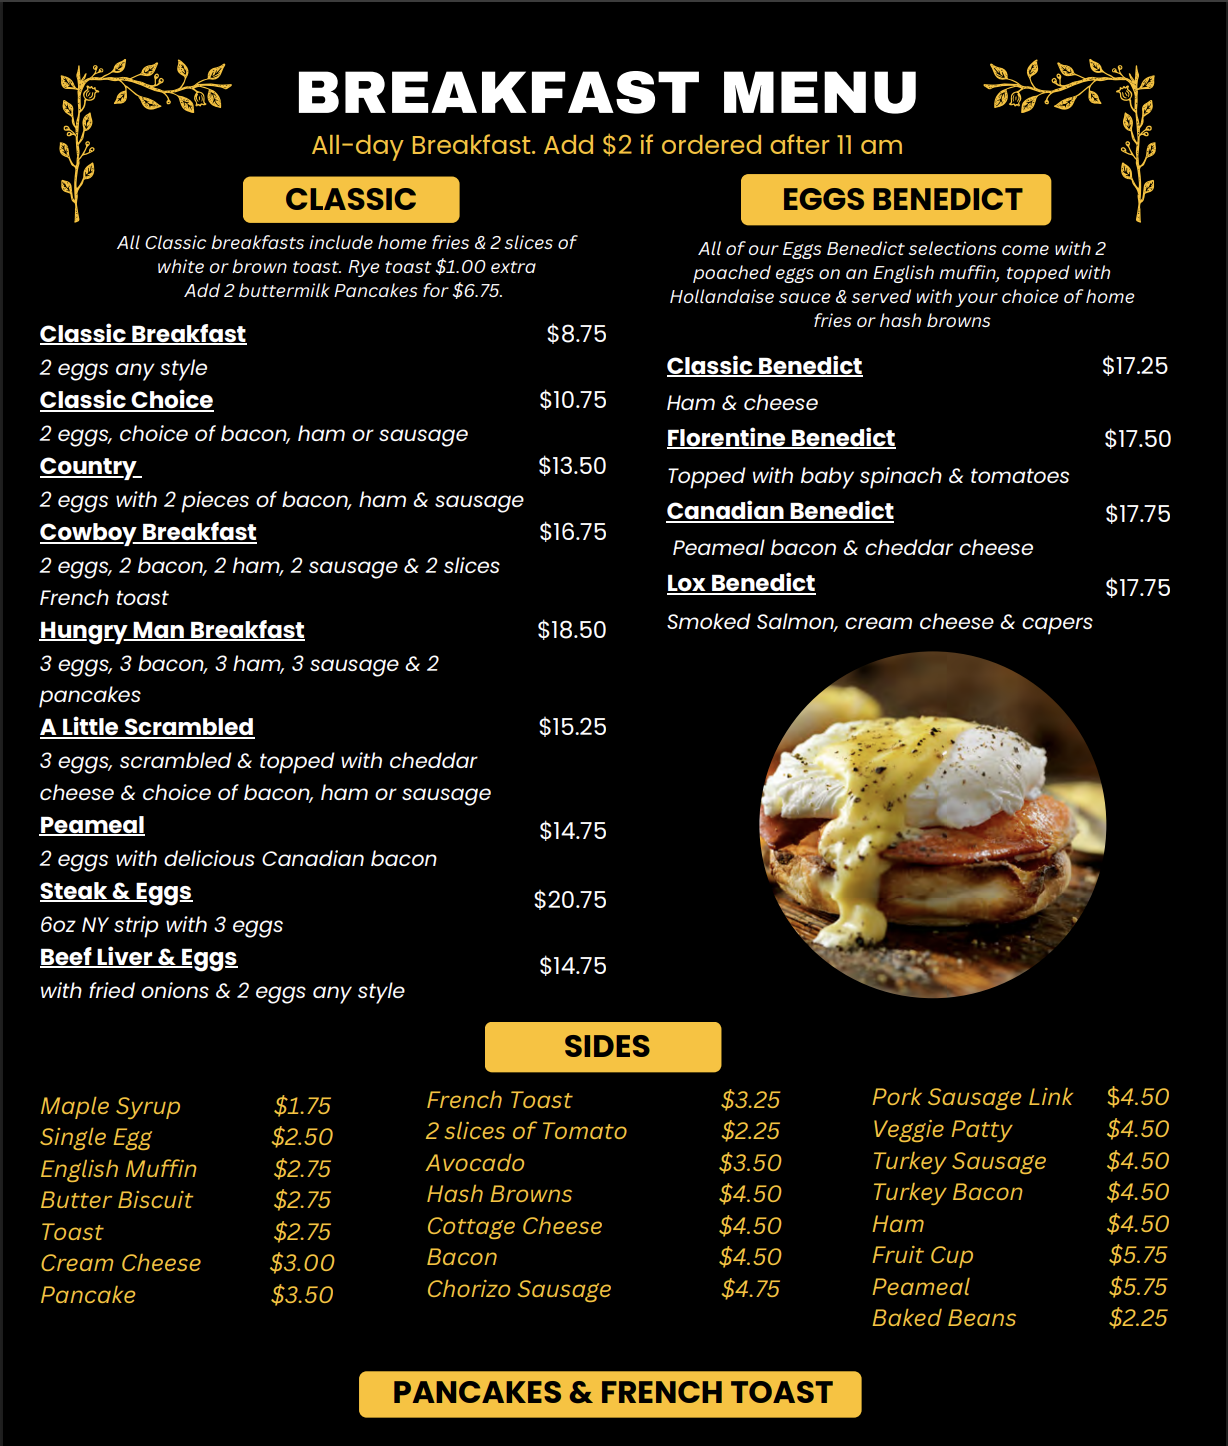 BREAKFAST MENU
All-day Breakfast. Add $2 if ordered after 11 am
CLASSIC
All Classic breakfasts include home fries & 2 slices of
white or brown toast. Rye toast $1.00 extra
Add 2 buttermilk Pancakes for $6.75.
Classic Breakfast $8.75
2 eggs any style
Classic Choice $10.75
2 eggs, choice of bacon, ham or sausage
Country $13.50
2 eggs with 2 pieces of bacon, ham & sausage
Cowboy Breakfast $16.75
2 eggs, 2 bacon, 2 ham, 2 sausage & 2 slices
French toast
Hungry Man Breakfast $18.50
3 eggs, 3 bacon, 3 ham, 3 sausage & 2
pancakes
A Little Scrambled $15.25
3 eggs, scrambled & topped with cheddar
cheese & choice of bacon, ham or sausage
Peameal $14.75
2 eggs with delicious Canadian bacon
Steak & Eggs $20.75
6oz NY strip with 3 eggs
Beef Liver & Eggs $14.75
with fried onions & 2 eggs any style
EGGS BENEDICT
All of our Eggs Benedict selections come with 2
poached eggs on an English muffin, topped with
Hollandaise sauce & served with your choice of home
fries or hash browns
Classic Benedict $17.25
Ham & cheese
Florentine Benedict $17.50
Topped with baby spinach & tomatoes
Canadian Benedict $17.75
Peameal bacon & cheddar cheese
Lox Benedict $17.75
Smoked Salmon, cream cheese & capers
SIDES
Maple Syrup $1.75
Single Egg $2.50
English Muffin $2.75
Butter Biscuit $2.75
Toast $2.75
Cream Cheese $3.00
Pancake $3.50
French Toast $3.25
2 slices of Tomato $2.25
Avocado $3.50
Hash Browns $4.50
Cottage Cheese $4.50
Bacon $4.50
Chorizo Sausage $4.75
Pork Sausage Link $4.50
Veggie Patty $4.50
Turkey Sausage $4.50
Turkey Bacon $4.50
Ham $4.50
Fruit Cup $5.75
Peameal $5.75
Baked Beans $2.25
PANCAKES & FRENCH TOAST